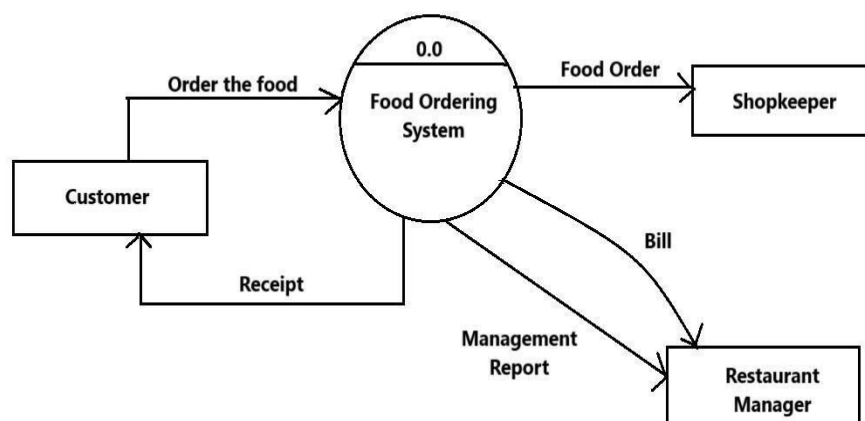 0.0
Order the food
Food Order
Food Ordering
System
Shopkeeper
Customer
Bill
Receipt
Management
Report
Restaurant
Manager